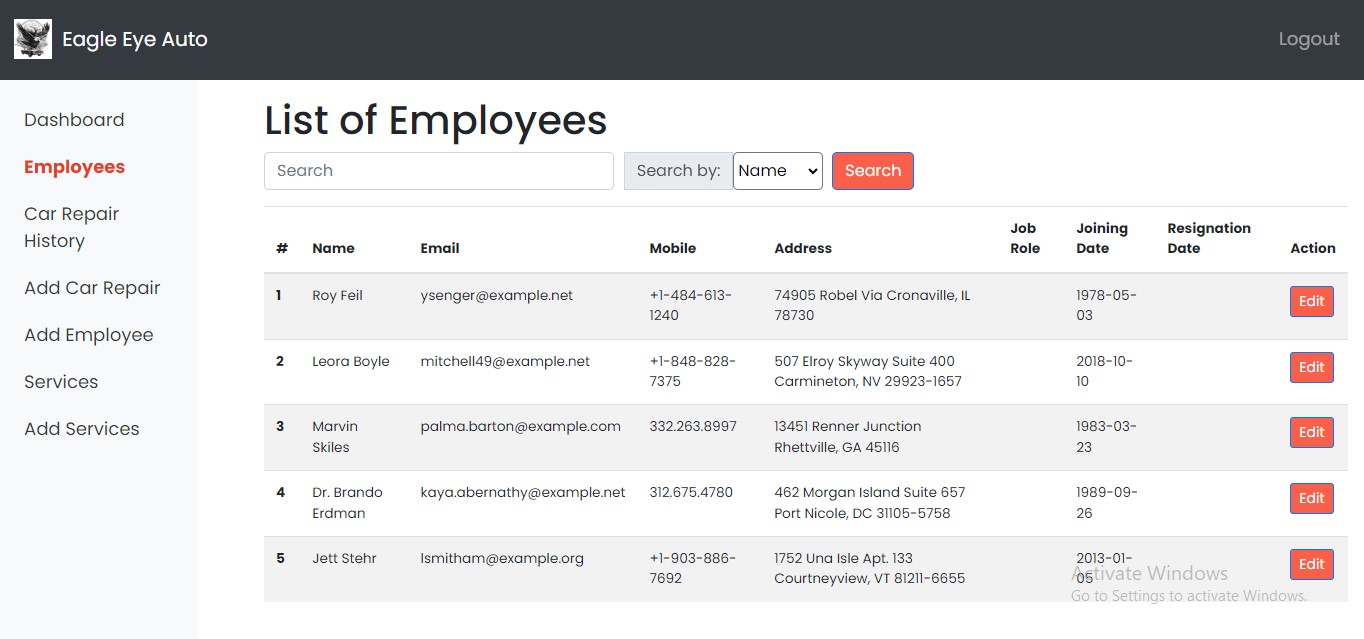 Eagle Eye Auto
Logout
Dashboard
Employees
Car Repair
History
Add Car Repair
Add Employee
Services
Add Services
List of Employees
Search
Search by:
Name
Search
# Name Email Mobile Address Job Role Joining Date Resignation Date Action
1 Roy Feil ysenger@example.net +1-484-613- 74905 Robel Via Cronaville, IL 1978-05- Edit
1240 78730 03
2 Leora Boyle mitchell49@example.net +1-848-828- 507 Elroy Skyway Suite 400 2018-10- Edit
7375 Carmineton, NV 29923-1657 10
3 Marvin palma.barton@example.com 332.263.8997 13451 Renner Junction 1983-03- Edit
Skiles Rhettville, GA 45116 23
4 Dr. Brando kaya.abernathy@example.net 312.675.4780 462 Morgan Island Suite 657 1989-09- Edit
Erdman Port Nicole, DC 31105-5758 26
5 Jett Stehr lsmitham@example.org +1-903-886- 1752 Una Isle Apt. 133 2013-01- Edit
7692 Courtneyview, VT 81211-6655 05
Activate Windows
Go to Settings to activate Windows.